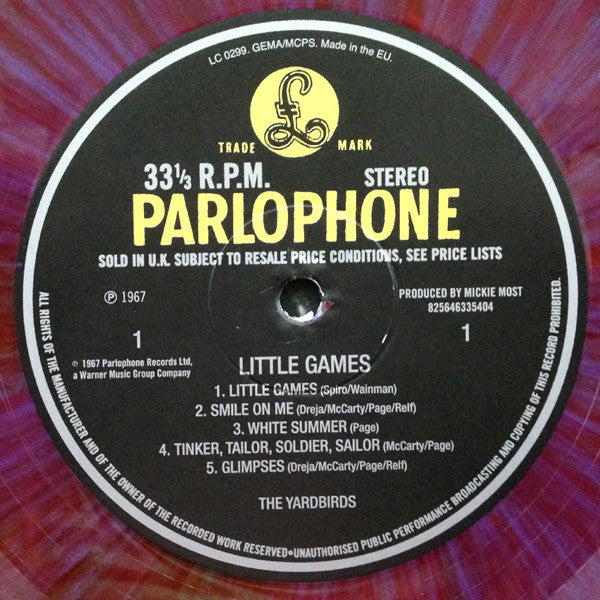 LC 0299. GEMA/MCPS. Made in the EU.
£
TRADE MARK
33⅓ R.P.M. STEREO
PARLOPHONE
SOLD IN U.K. SUBJECT TO RESALE PRICE CONDITIONS, SEE PRICE LISTS
℗ 1967
PRODUCED BY MICKIE MOST
825646335404
1
1
℗ 1967 Parlophone Records Ltd,
a Warner Music Group Company
LITTLE GAMES
1. LITTLE GAMES (Spiro/Wainman)
2. SMILE ON ME (Dreja/McCarty/Page/Relf)
3. WHITE SUMMER (Page)
4. TINKER, TAILOR, SOLDIER, SAILOR (McCarty/Page)
5. GLIMPSES (Dreja/McCarty/Page/Relf)
THE YARDBIRDS
ALL RIGHTS OF THE MANUFACTURER AND OF THE OWNER OF THE RECORDED WORK RESERVED•UNAUTHORISED PUBLIC PERFORMANCE BROADCASTING AND COPYING OF THIS RECORD PROHIBITED.